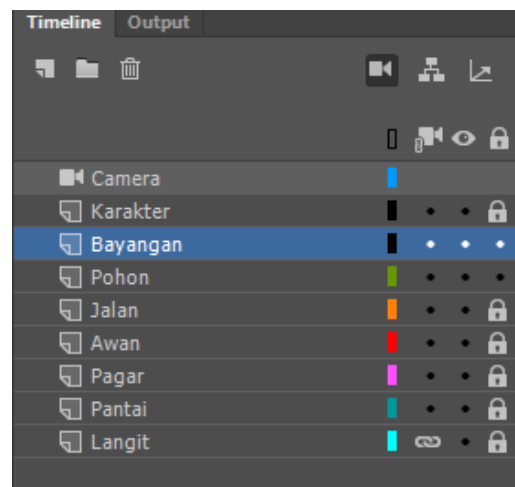 Timeline Output
Camera
Karakter
Bayangan
Pohon
Jalan
Awan
Pagar
Pantai
Langit